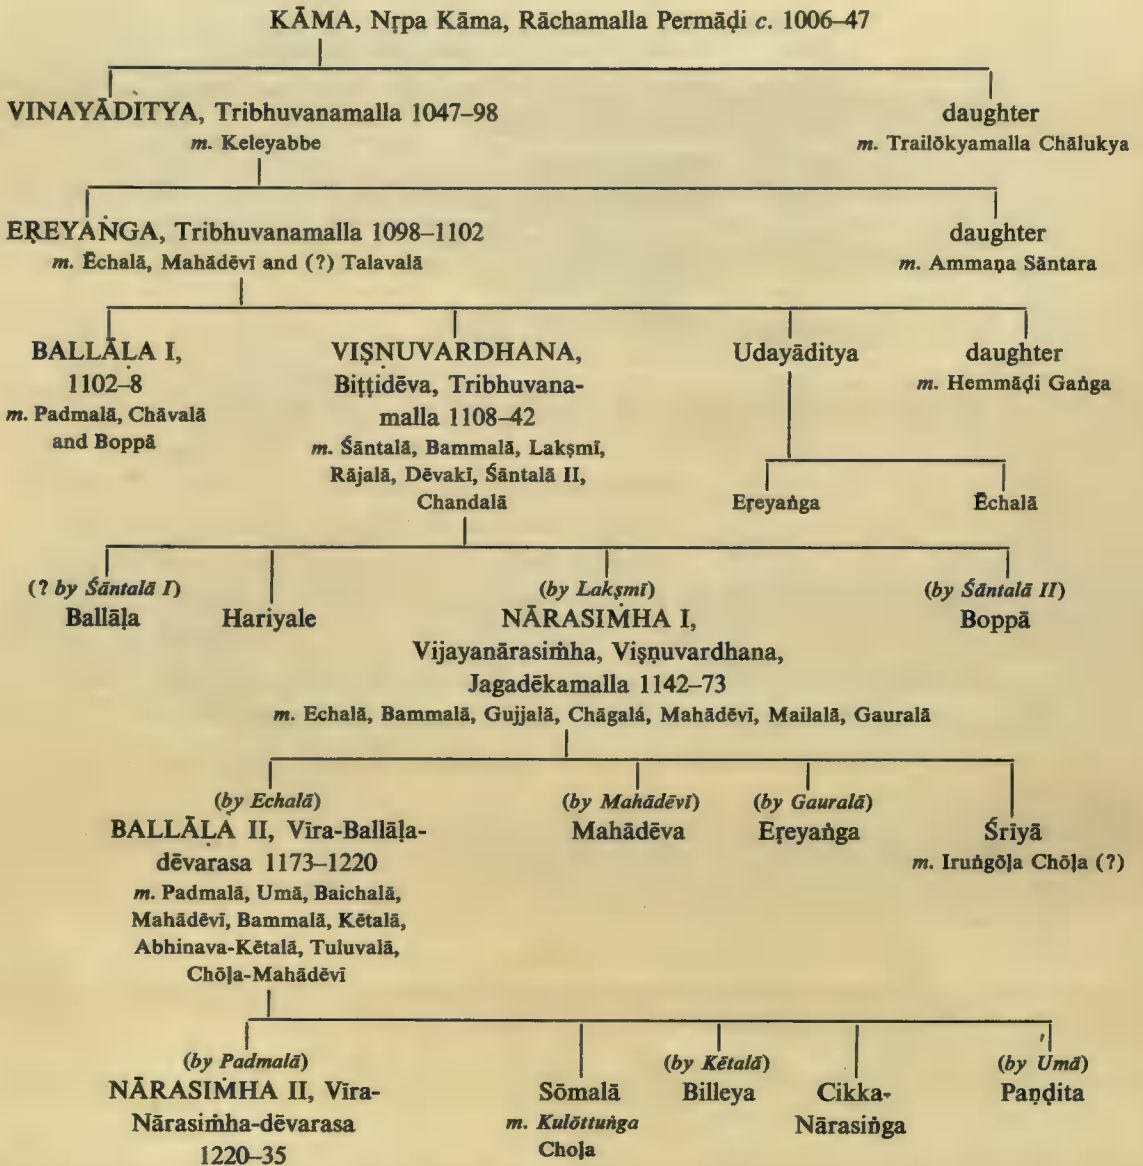 KĀMA, Nṛpa Kāma, Rāchamalla Permāḍi c. 1006–47
VINAYĀDITYA, Tribhuvanamalla 1047–98
m. Keleyabbe
daughter
m. Trailōkyamalla Chālukya
EṚEYAṄGA, Tribhuvanamalla 1098–1102
m. Ēchalā, Mahādēvī and (?) Talavalā
daughter
m. Ammaṇa Sāntara
BALLĀḶA I,
1102–8
m. Padmalā, Chāvalā
and Boppā
VIṢṆUVARDHANA,
Biṭṭidēva, Tribhuvana-
malla 1108–42
m. Śāntalā, Bammalā, Lakṣmī,
Rājalā, Dēvakī, Śāntalā II,
Chandalā
Udayāditya
daughter
m. Hemmāḍi Gaṅga
Eṛeyaṅga
Ēchalā
(? by Śāntalā I)
Ballāḷa
Hariyale
(by Lakṣmī)
NĀRASIṀHA I,
Vijayanārasiṁha, Viṣṇuvardhana,
Jagadēkamalla 1142–73
m. Echalā, Bammalā, Gujjalā, Chāgalá, Mahādēvī, Mailalā, Gauralā
(by Śāntalā II)
Boppā
(by Echalā)
BALLĀḶA II, Vīra-Ballāḷa-
dēvarasa 1173–1220
m. Padmalā, Umā, Baichalā,
Mahādēvī, Bammalā, Kētalā,
Abhinava-Kētalā, Tuluvalā,
Chōḷa-Mahādēvī
(by Mahādēvī)
Mahādēva
(by Gauralā)
Eṛeyaṅga
Śrīyā
m. Iruṅgōḷa Chōḷa (?)
(by Padmalā)
NĀRASIṀHA II, Vīra-
Nārasiṁha-dēvarasa
1220–35
Sōmalā
m. Kulōttuṅga
Choḷa
(by Kētalā)
Billeya
Cikka-
Nārasiṅga
(by Umā)
Paṇḍita